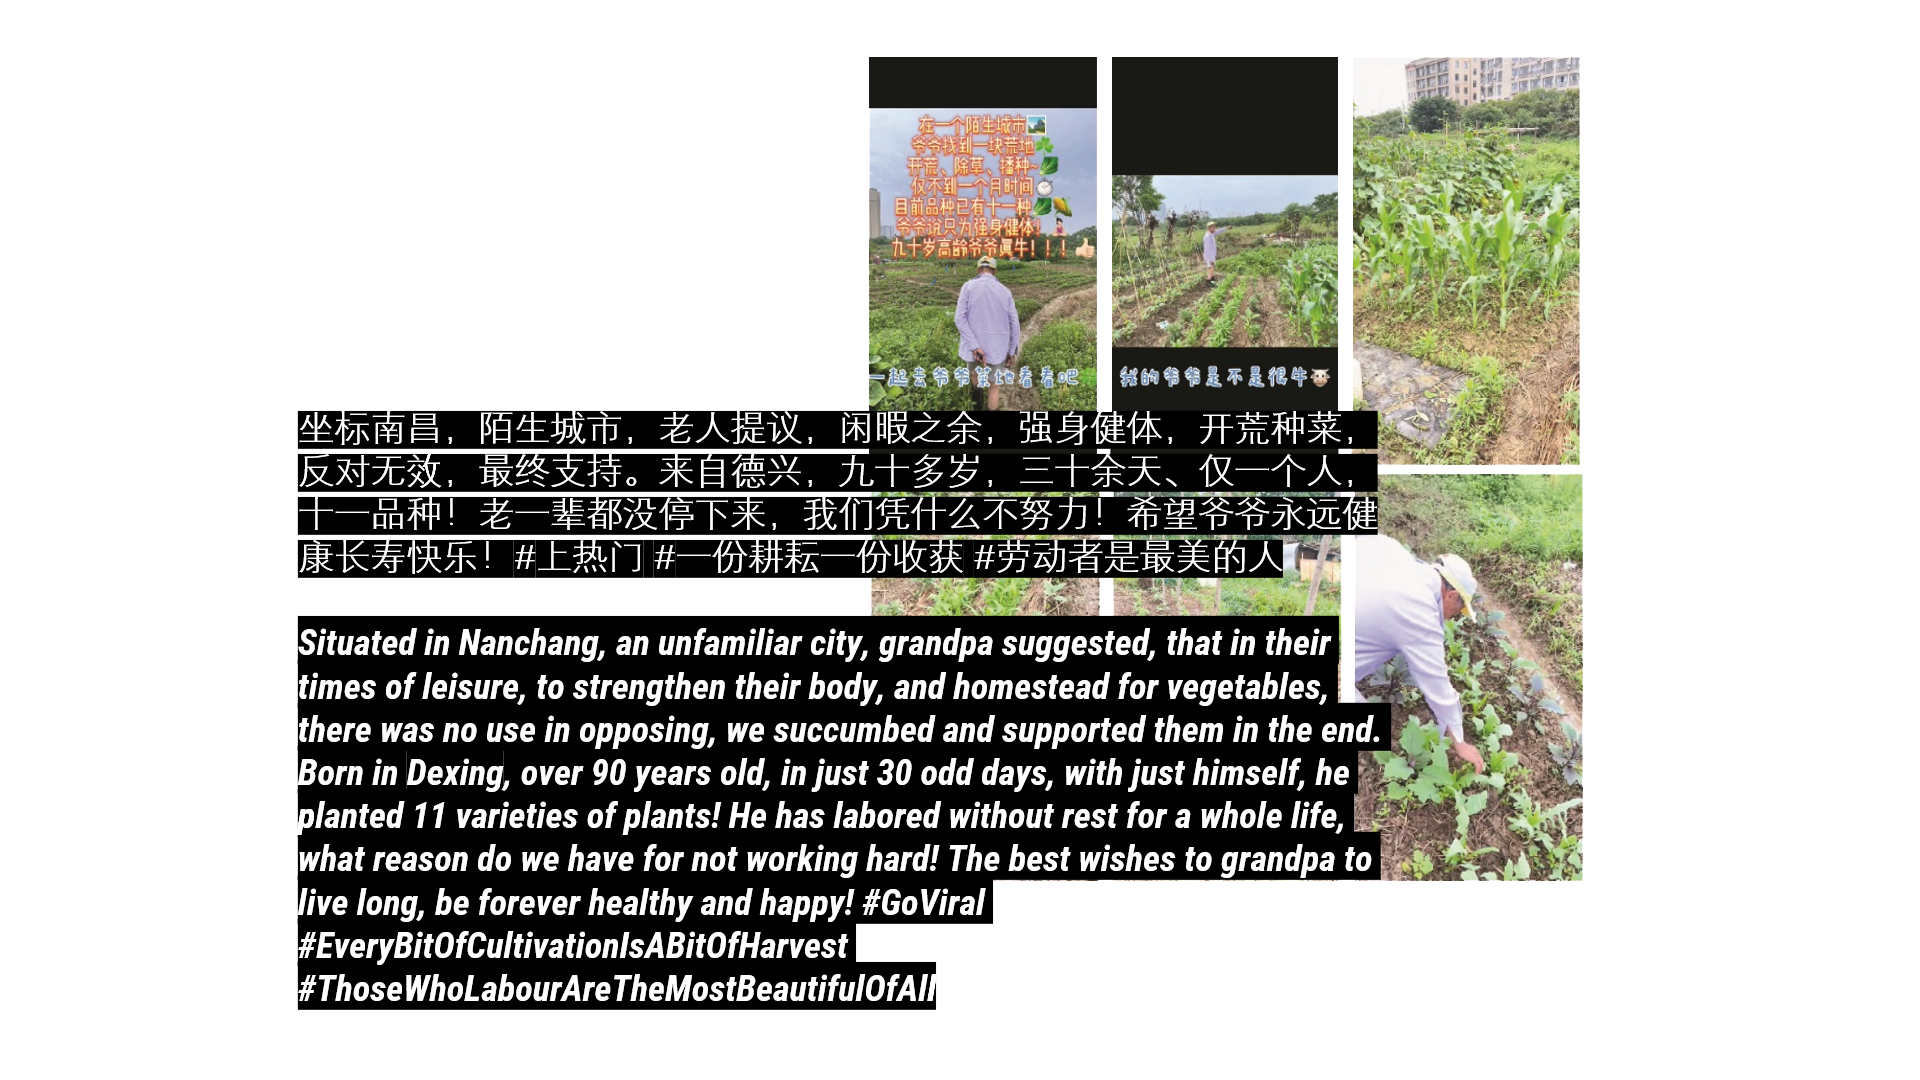 在一个陌生城市
爷爷找到一块荒地
开荒、除草、播种~
仅不到一个月时间
目前品种已有十一种
爷爷说只为强身健体!
九十岁高龄爷爷真牛!!!
一起去爷爷菜地看看吧
我的爷爷是不是很牛
坐标南昌，陌生城市，老人提议，闲暇之余，强身健体，开荒种菜，
反对无效，最终支持。来自德兴，九十多岁，三十余天、仅一个人，
十一品种！老一辈都没停下来，我们凭什么不努力！希望爷爷永远健
康长寿快乐！#上热门 #一份耕耘一份收获 #劳动者是最美的人
Situated in Nanchang, an unfamiliar city, grandpa suggested, that in their
times of leisure, to strengthen their body, and homestead for vegetables,
there was no use in opposing, we succumbed and supported them in the end.
Born in Dexing, over 90 years old, in just 30 odd days, with just himself, he
planted 11 varieties of plants! He has labored without rest for a whole life,
what reason do we have for not working hard! The best wishes to grandpa to
live long, be forever healthy and happy! #GoViral
#EveryBitOfCultivationIsABitOfHarvest
#ThoseWhoLabourAreTheMostBeautifulOfAll